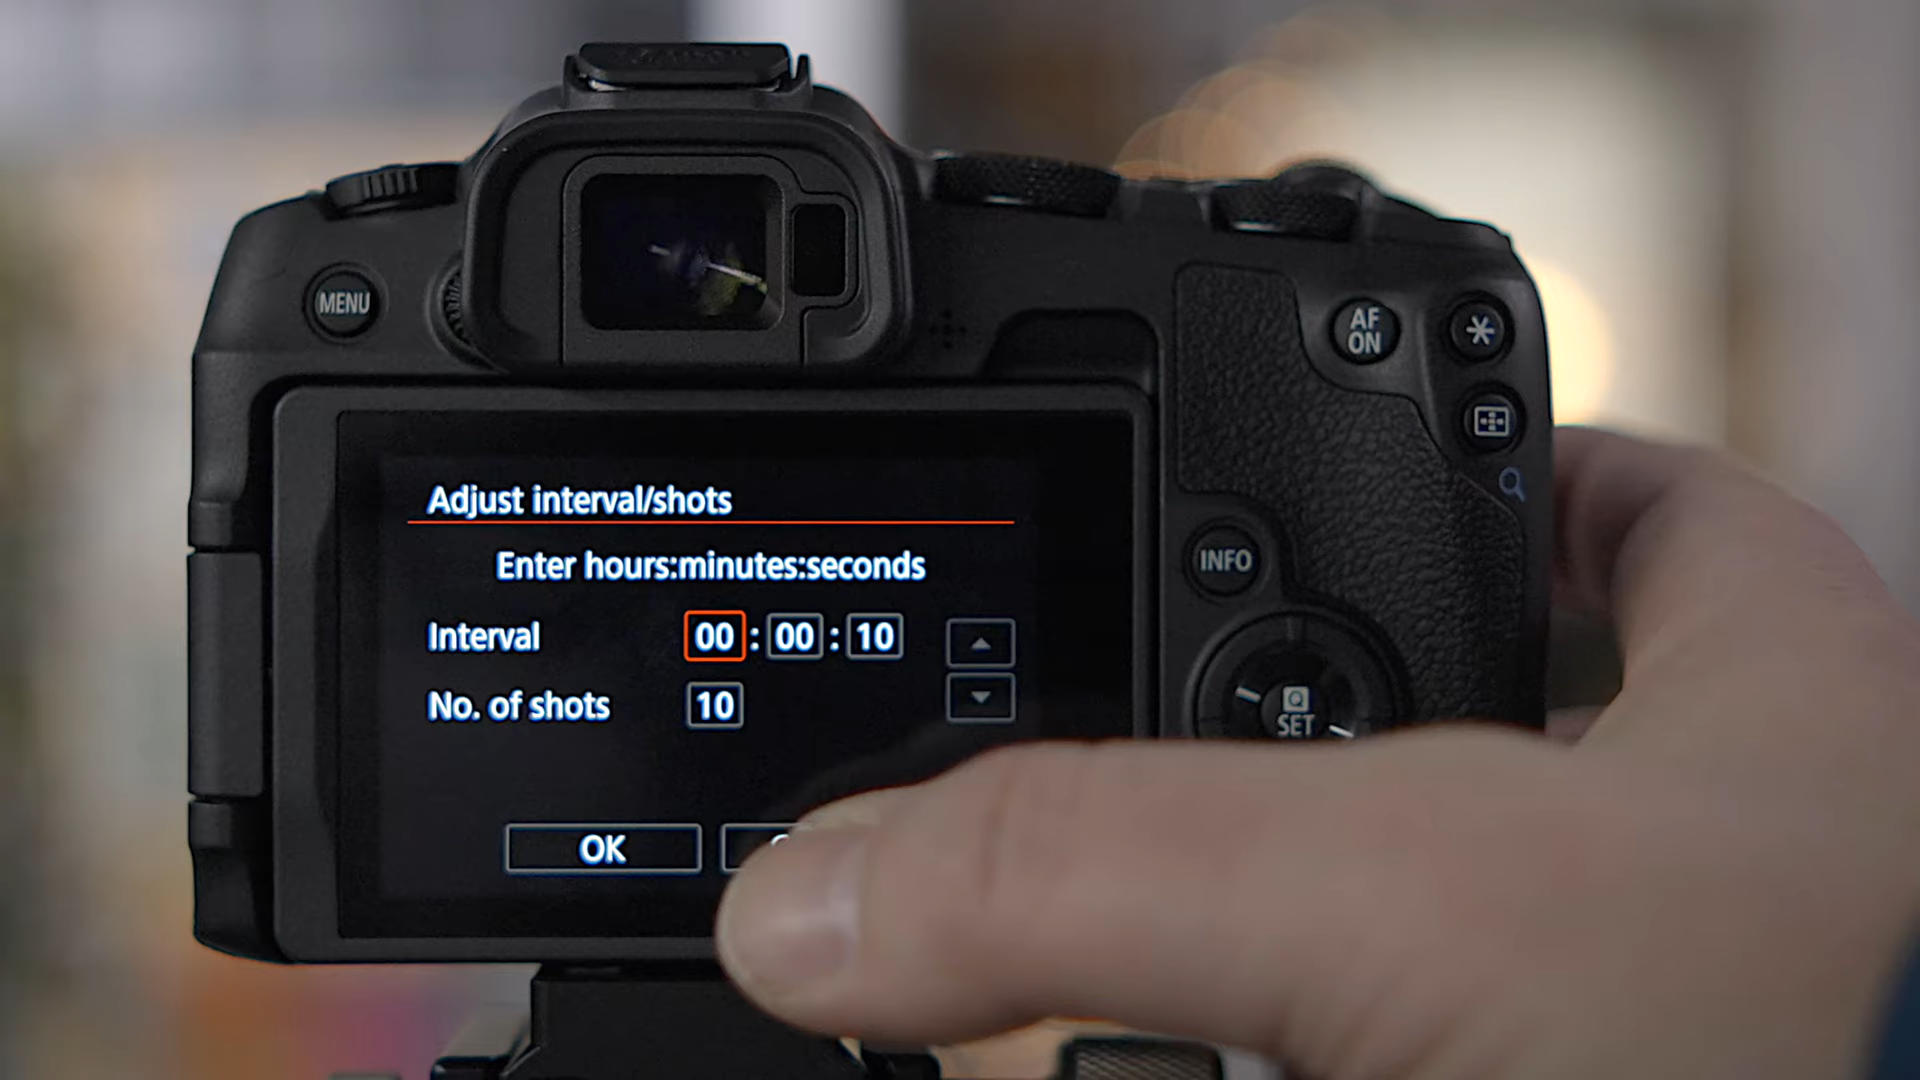 MENU
AF
ON
Adjust interval/shots
Enter hours:minutes:seconds
Interval 00 : 00 : 10
No. of shots 10
OK
INFO
Q
SET